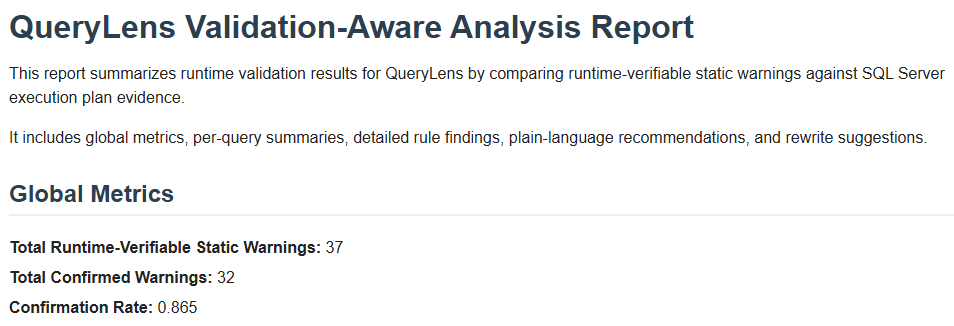 QueryLens Validation-Aware Analysis Report
This report summarizes runtime validation results for QueryLens by comparing runtime-verifiable static warnings against SQL Server
execution plan evidence.
It includes global metrics, per-query summaries, detailed rule findings, plain-language recommendations, and rewrite suggestions.
Global Metrics
Total Runtime-Verifiable Static Warnings: 37
Total Confirmed Warnings: 32
Confirmation Rate: 0.865